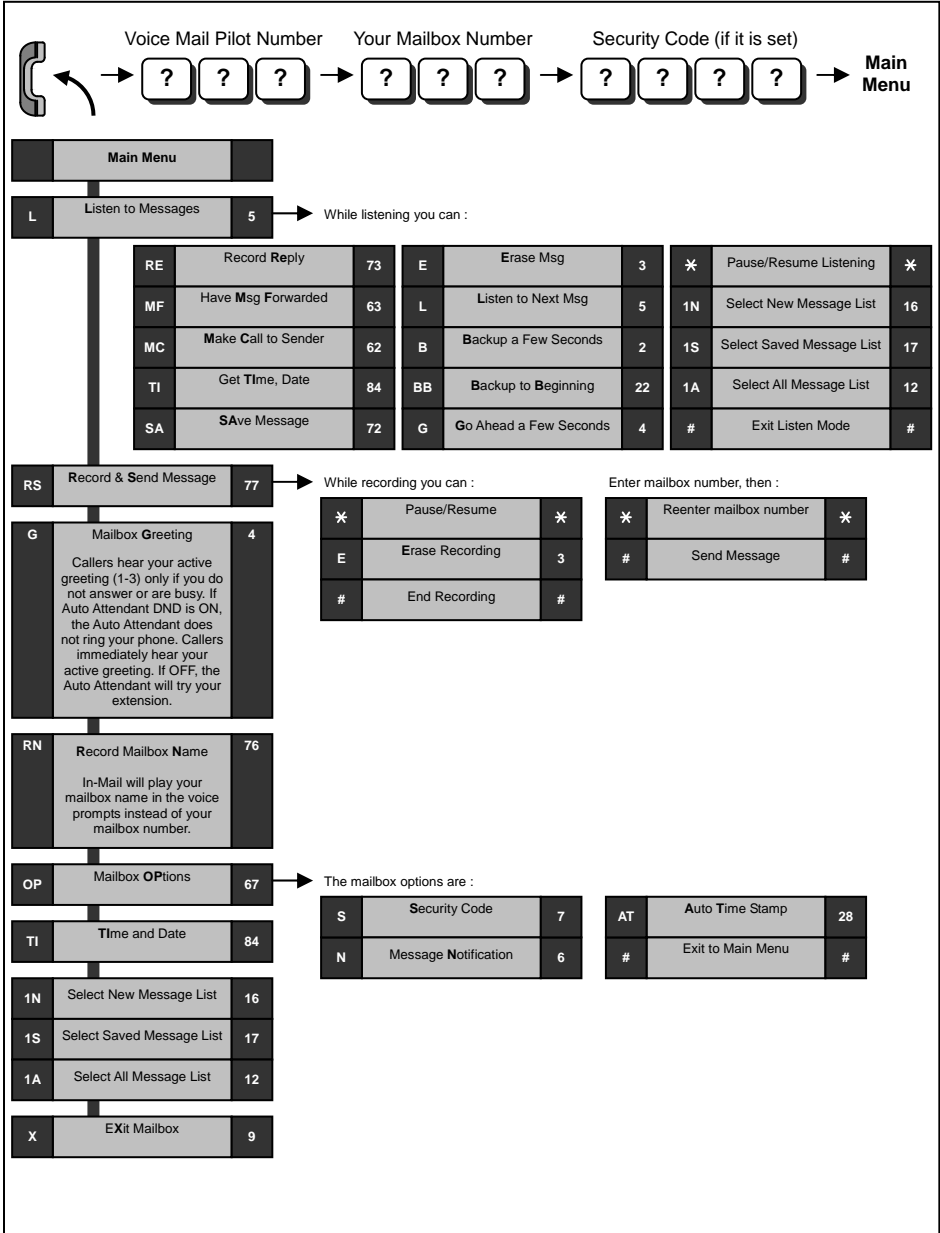 Voice Mail Pilot Number
Your Mailbox Number
Security Code (if it is set)
? ? ?
? ? ?
? ? ? ?
Main
Menu
Main Menu
L Listen to Messages 5
While listening you can :
RE Record Reply 73
E Erase Msg 3
* Pause/Resume Listening *
MF Have Msg Forwarded 63
L Listen to Next Msg 5
1N Select New Message List 16
MC Make Call to Sender 62
B Backup a Few Seconds 2
1S Select Saved Message List 17
TI Get TIme, Date 84
BB Backup to Beginning 22
1A Select All Message List 12
SA SAve Message 72
G Go Ahead a Few Seconds 4
# Exit Listen Mode #
RS Record & Send Message 77
While recording you can :
Enter mailbox number, then :
* Pause/Resume *
* Reenter mailbox number *
E Erase Recording 3
# Send Message #
# End Recording #
G Mailbox Greeting 4
Callers hear your active
greeting (1-3) only if you do
not answer or are busy. If
Auto Attendant DND is ON,
the Auto Attendant does
not ring your phone. Callers
immediately hear your
active greeting. If OFF, the
Auto Attendant will try your
extension.
RN Record Mailbox Name 76
In-Mail will play your
mailbox name in the voice
prompts instead of your
mailbox number.
OP Mailbox OPtions 67
The mailbox options are :
S Security Code 7
AT Auto Time Stamp 28
N Message Notification 6
# Exit to Main Menu #
TI TIme and Date 84
1N Select New Message List 16
1S Select Saved Message List 17
1A Select All Message List 12
X EXit Mailbox 9